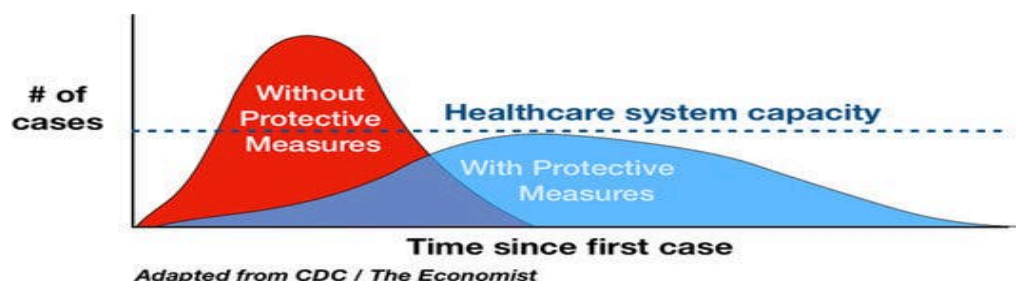 # of
cases
Without
Protective
Measures
Healthcare system capacity
With Protective
Measures
Time since first case
Adapted from CDC / The Economist